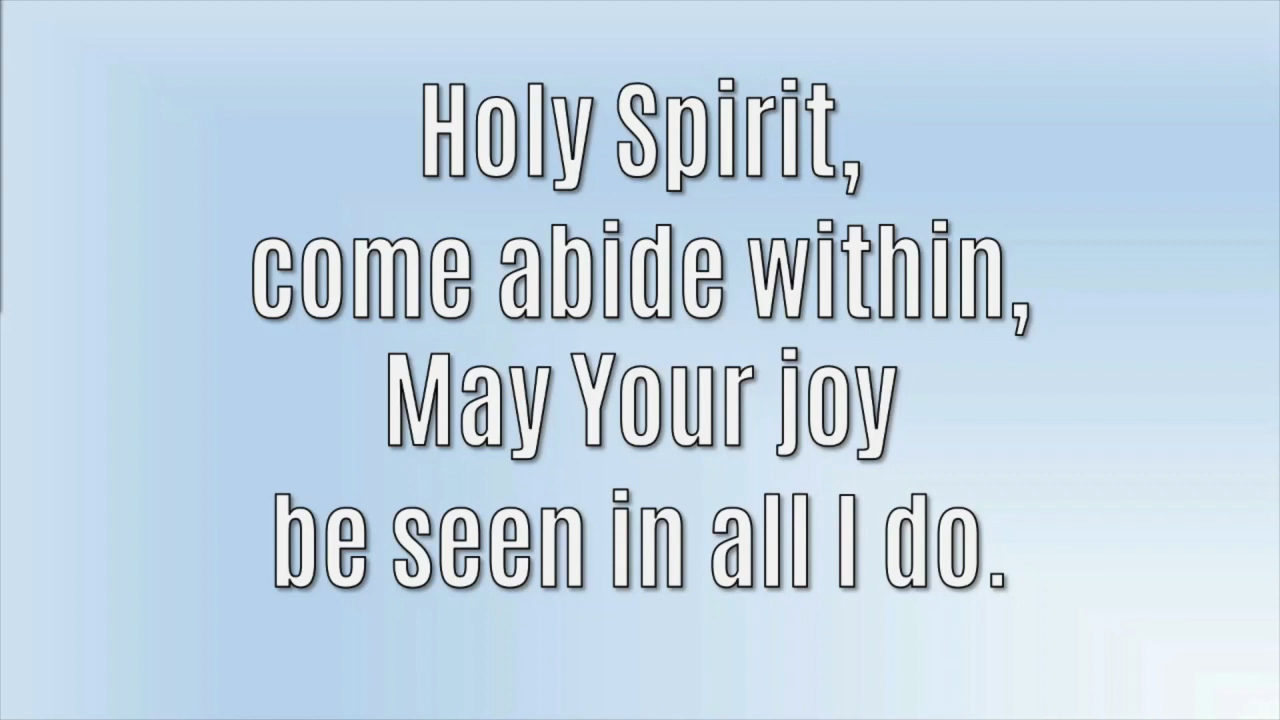 Holy Spirit,
come abide within,
May Your joy
be seen in all I do.